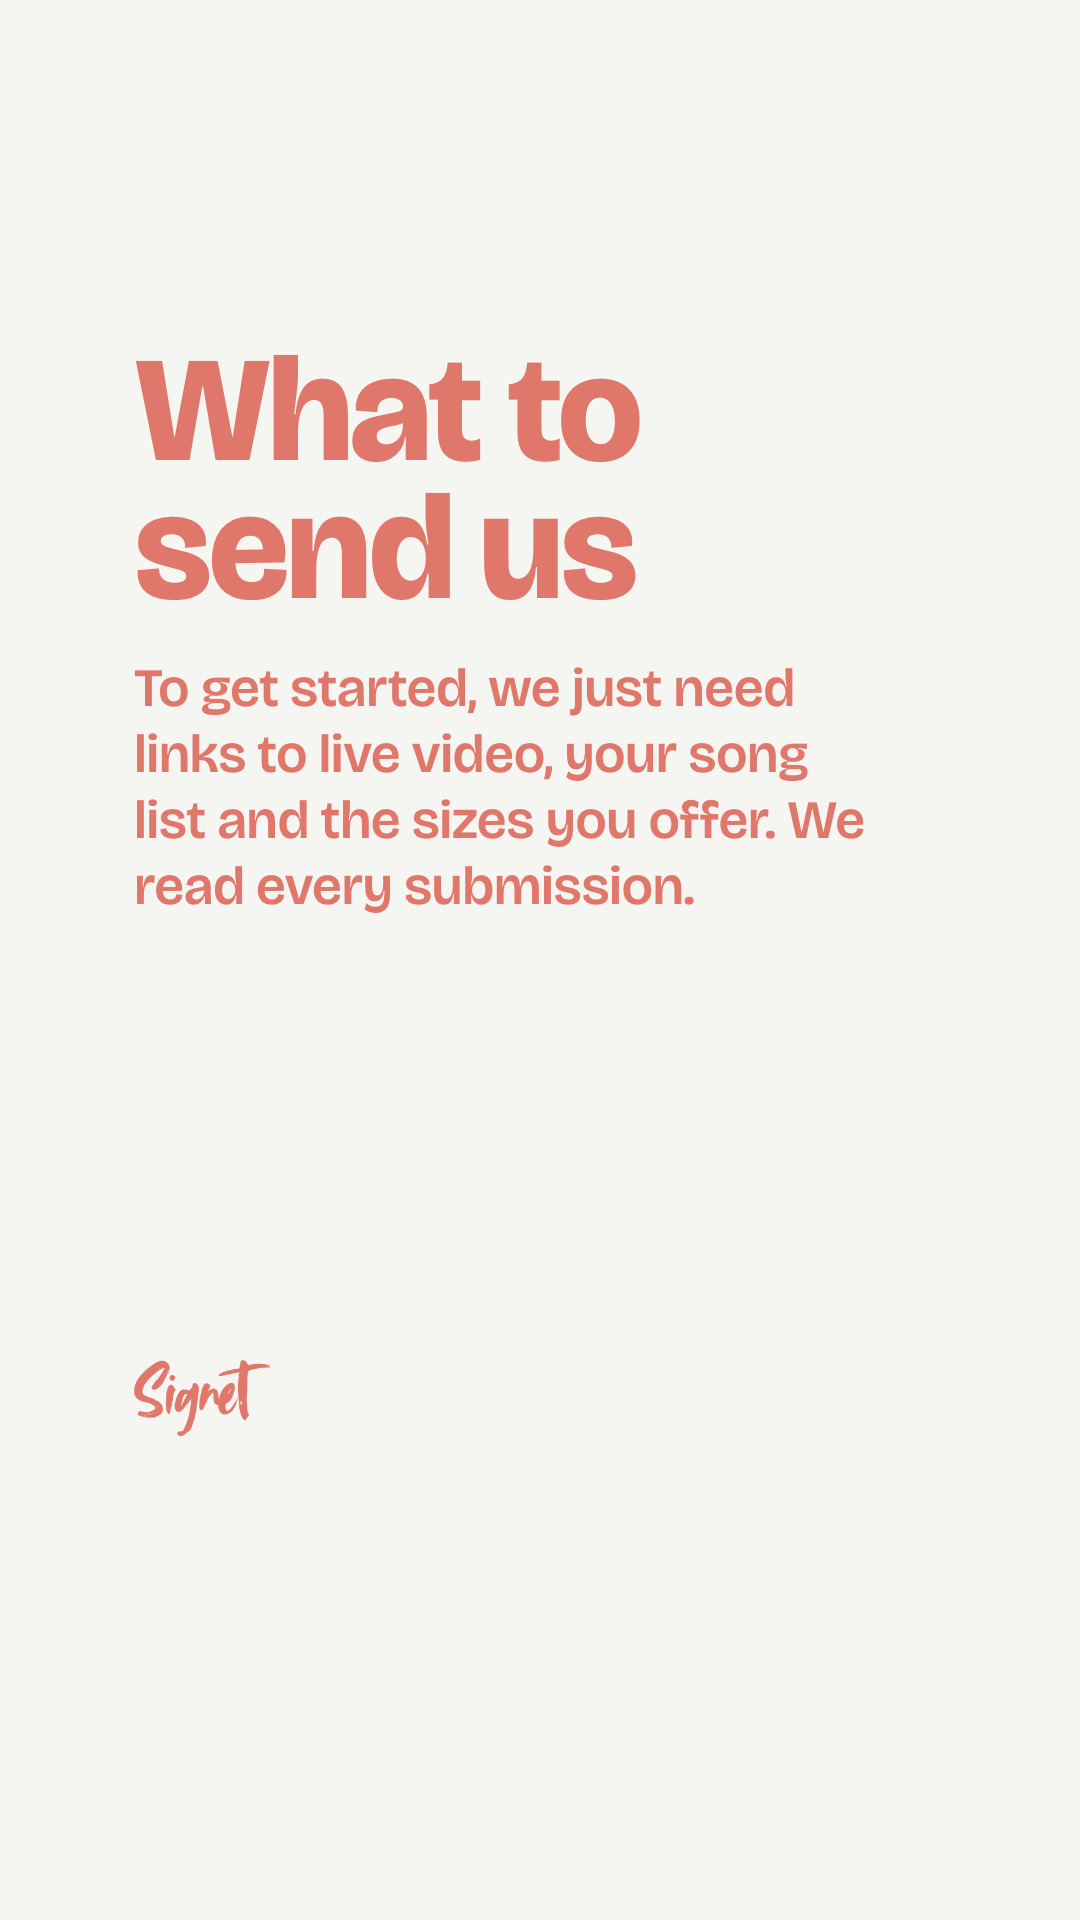 What to
send us
To get started, we just need
links to live video, your song
list and the sizes you offer. We
read every submission.
Signet